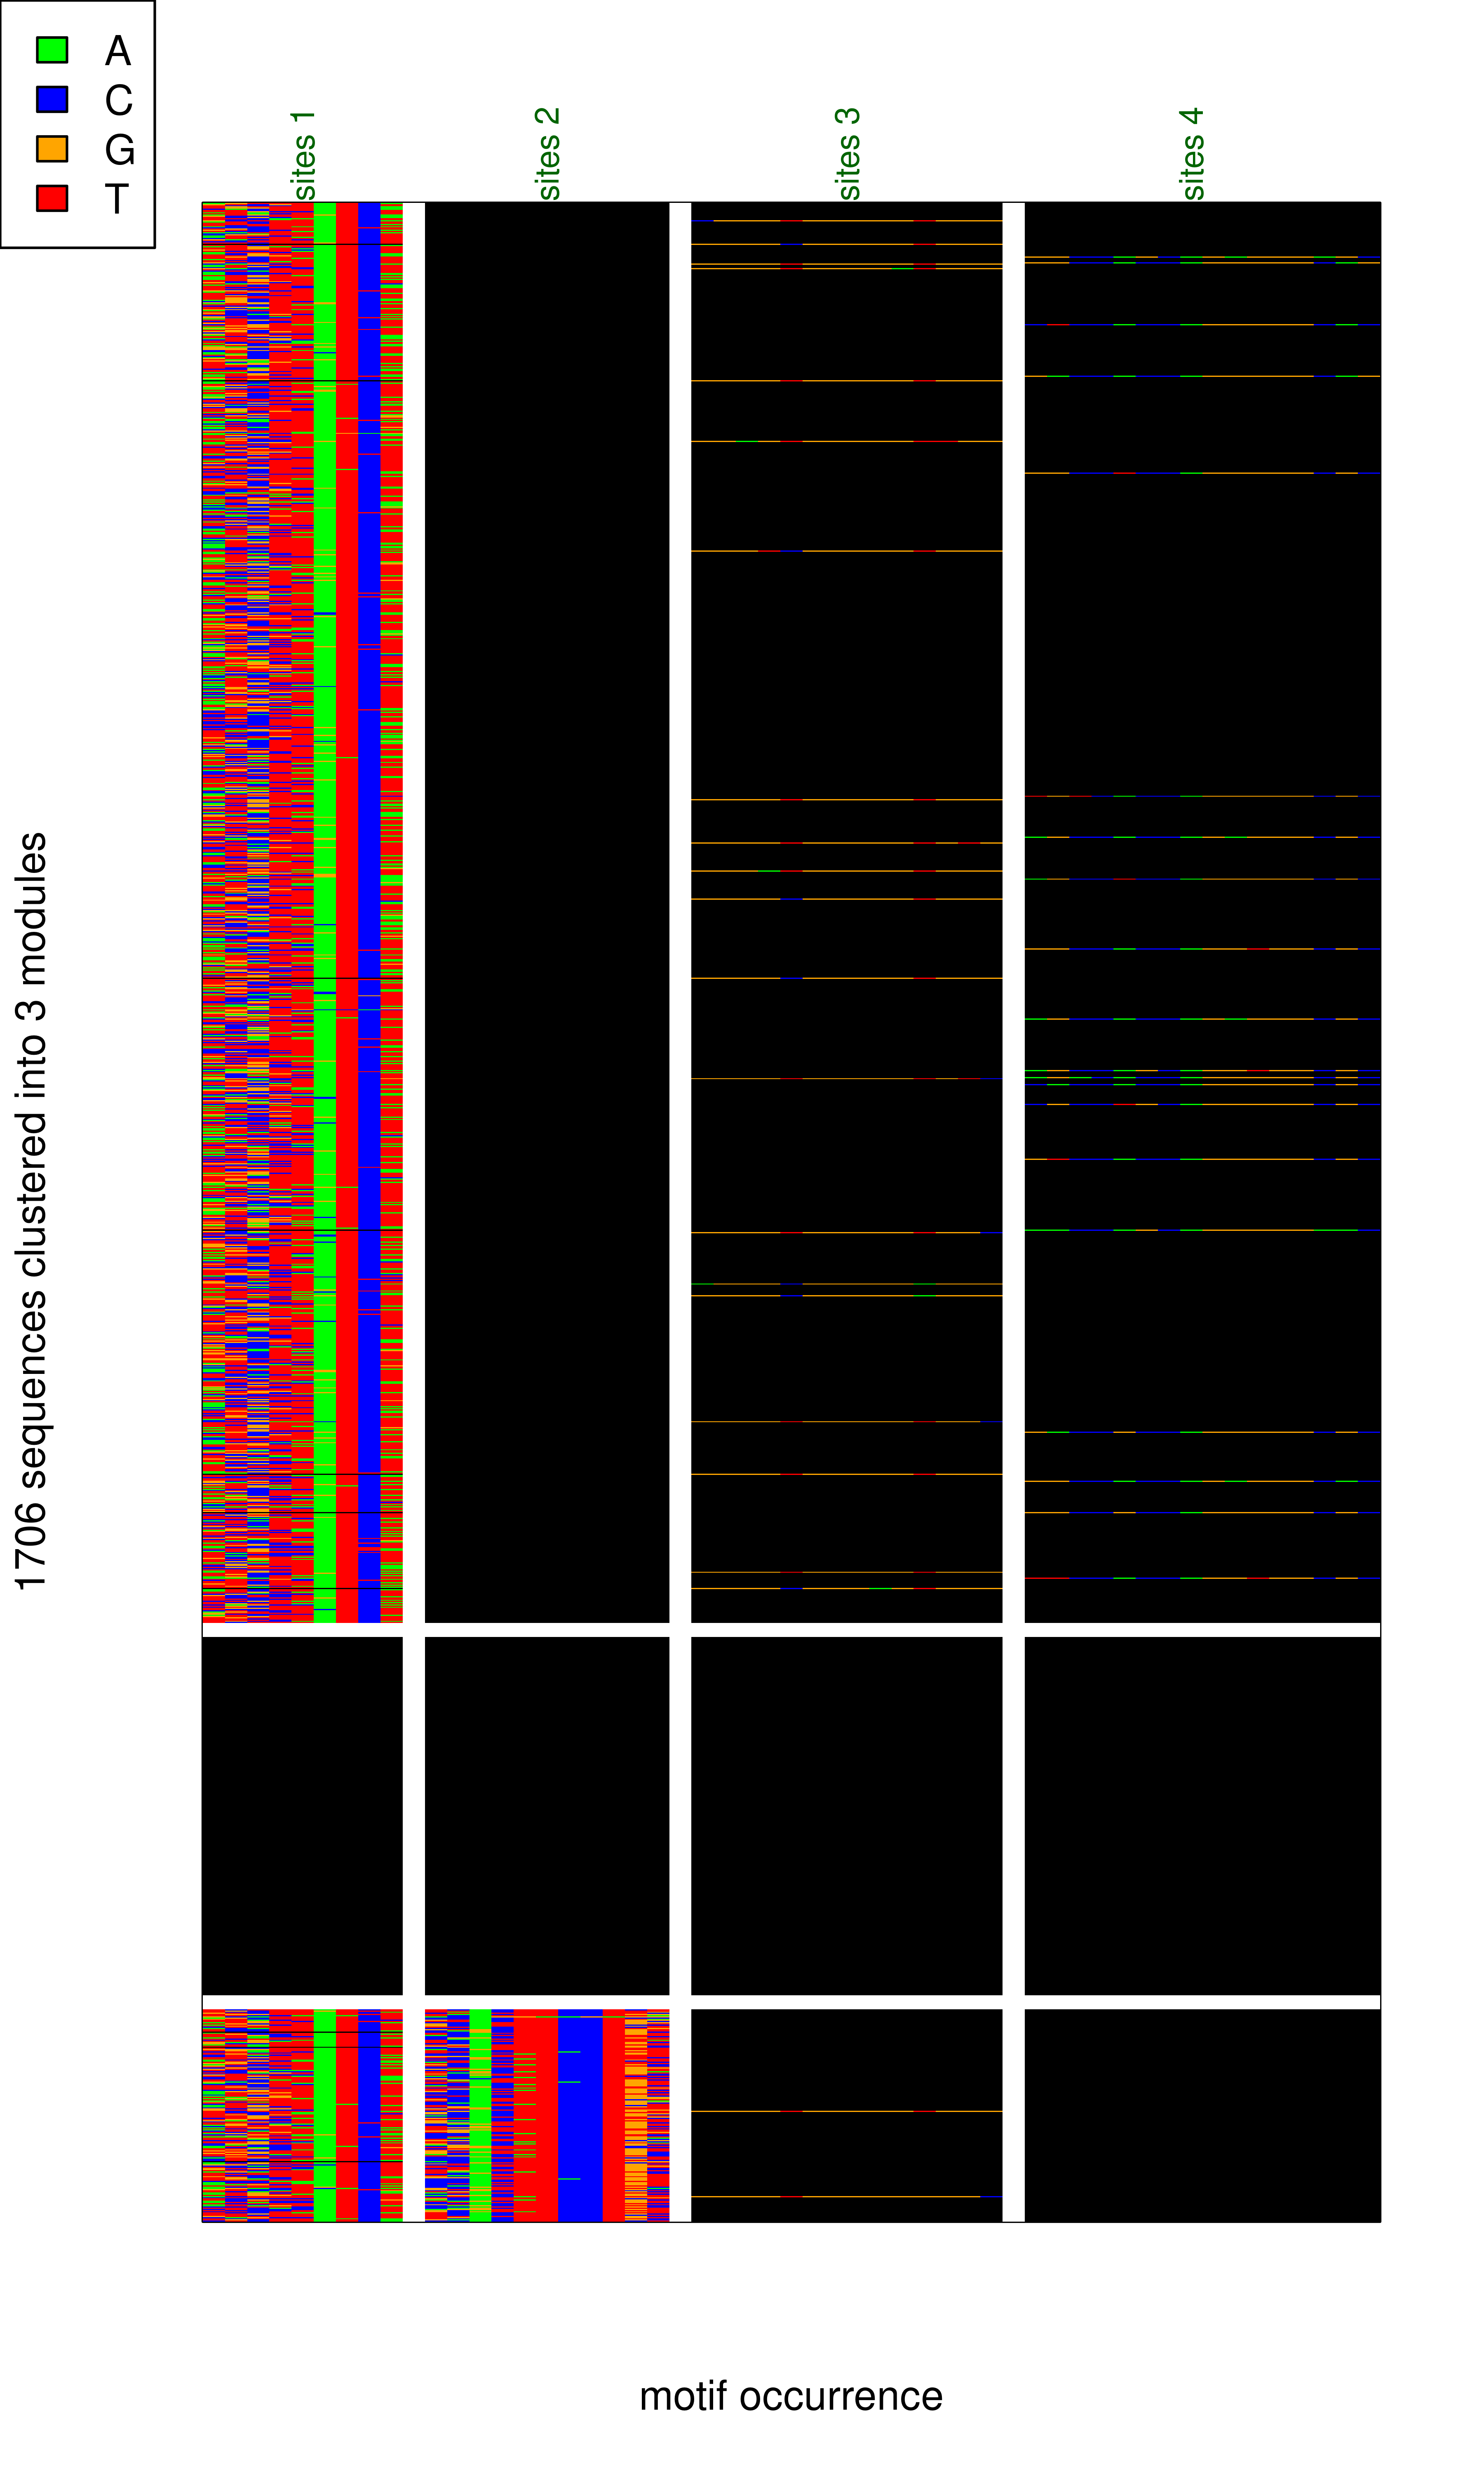 A
C
G
T
sites 1
sites 2
sites 3
sites 4
1706 sequences clustered into 3 modules
motif occurrence